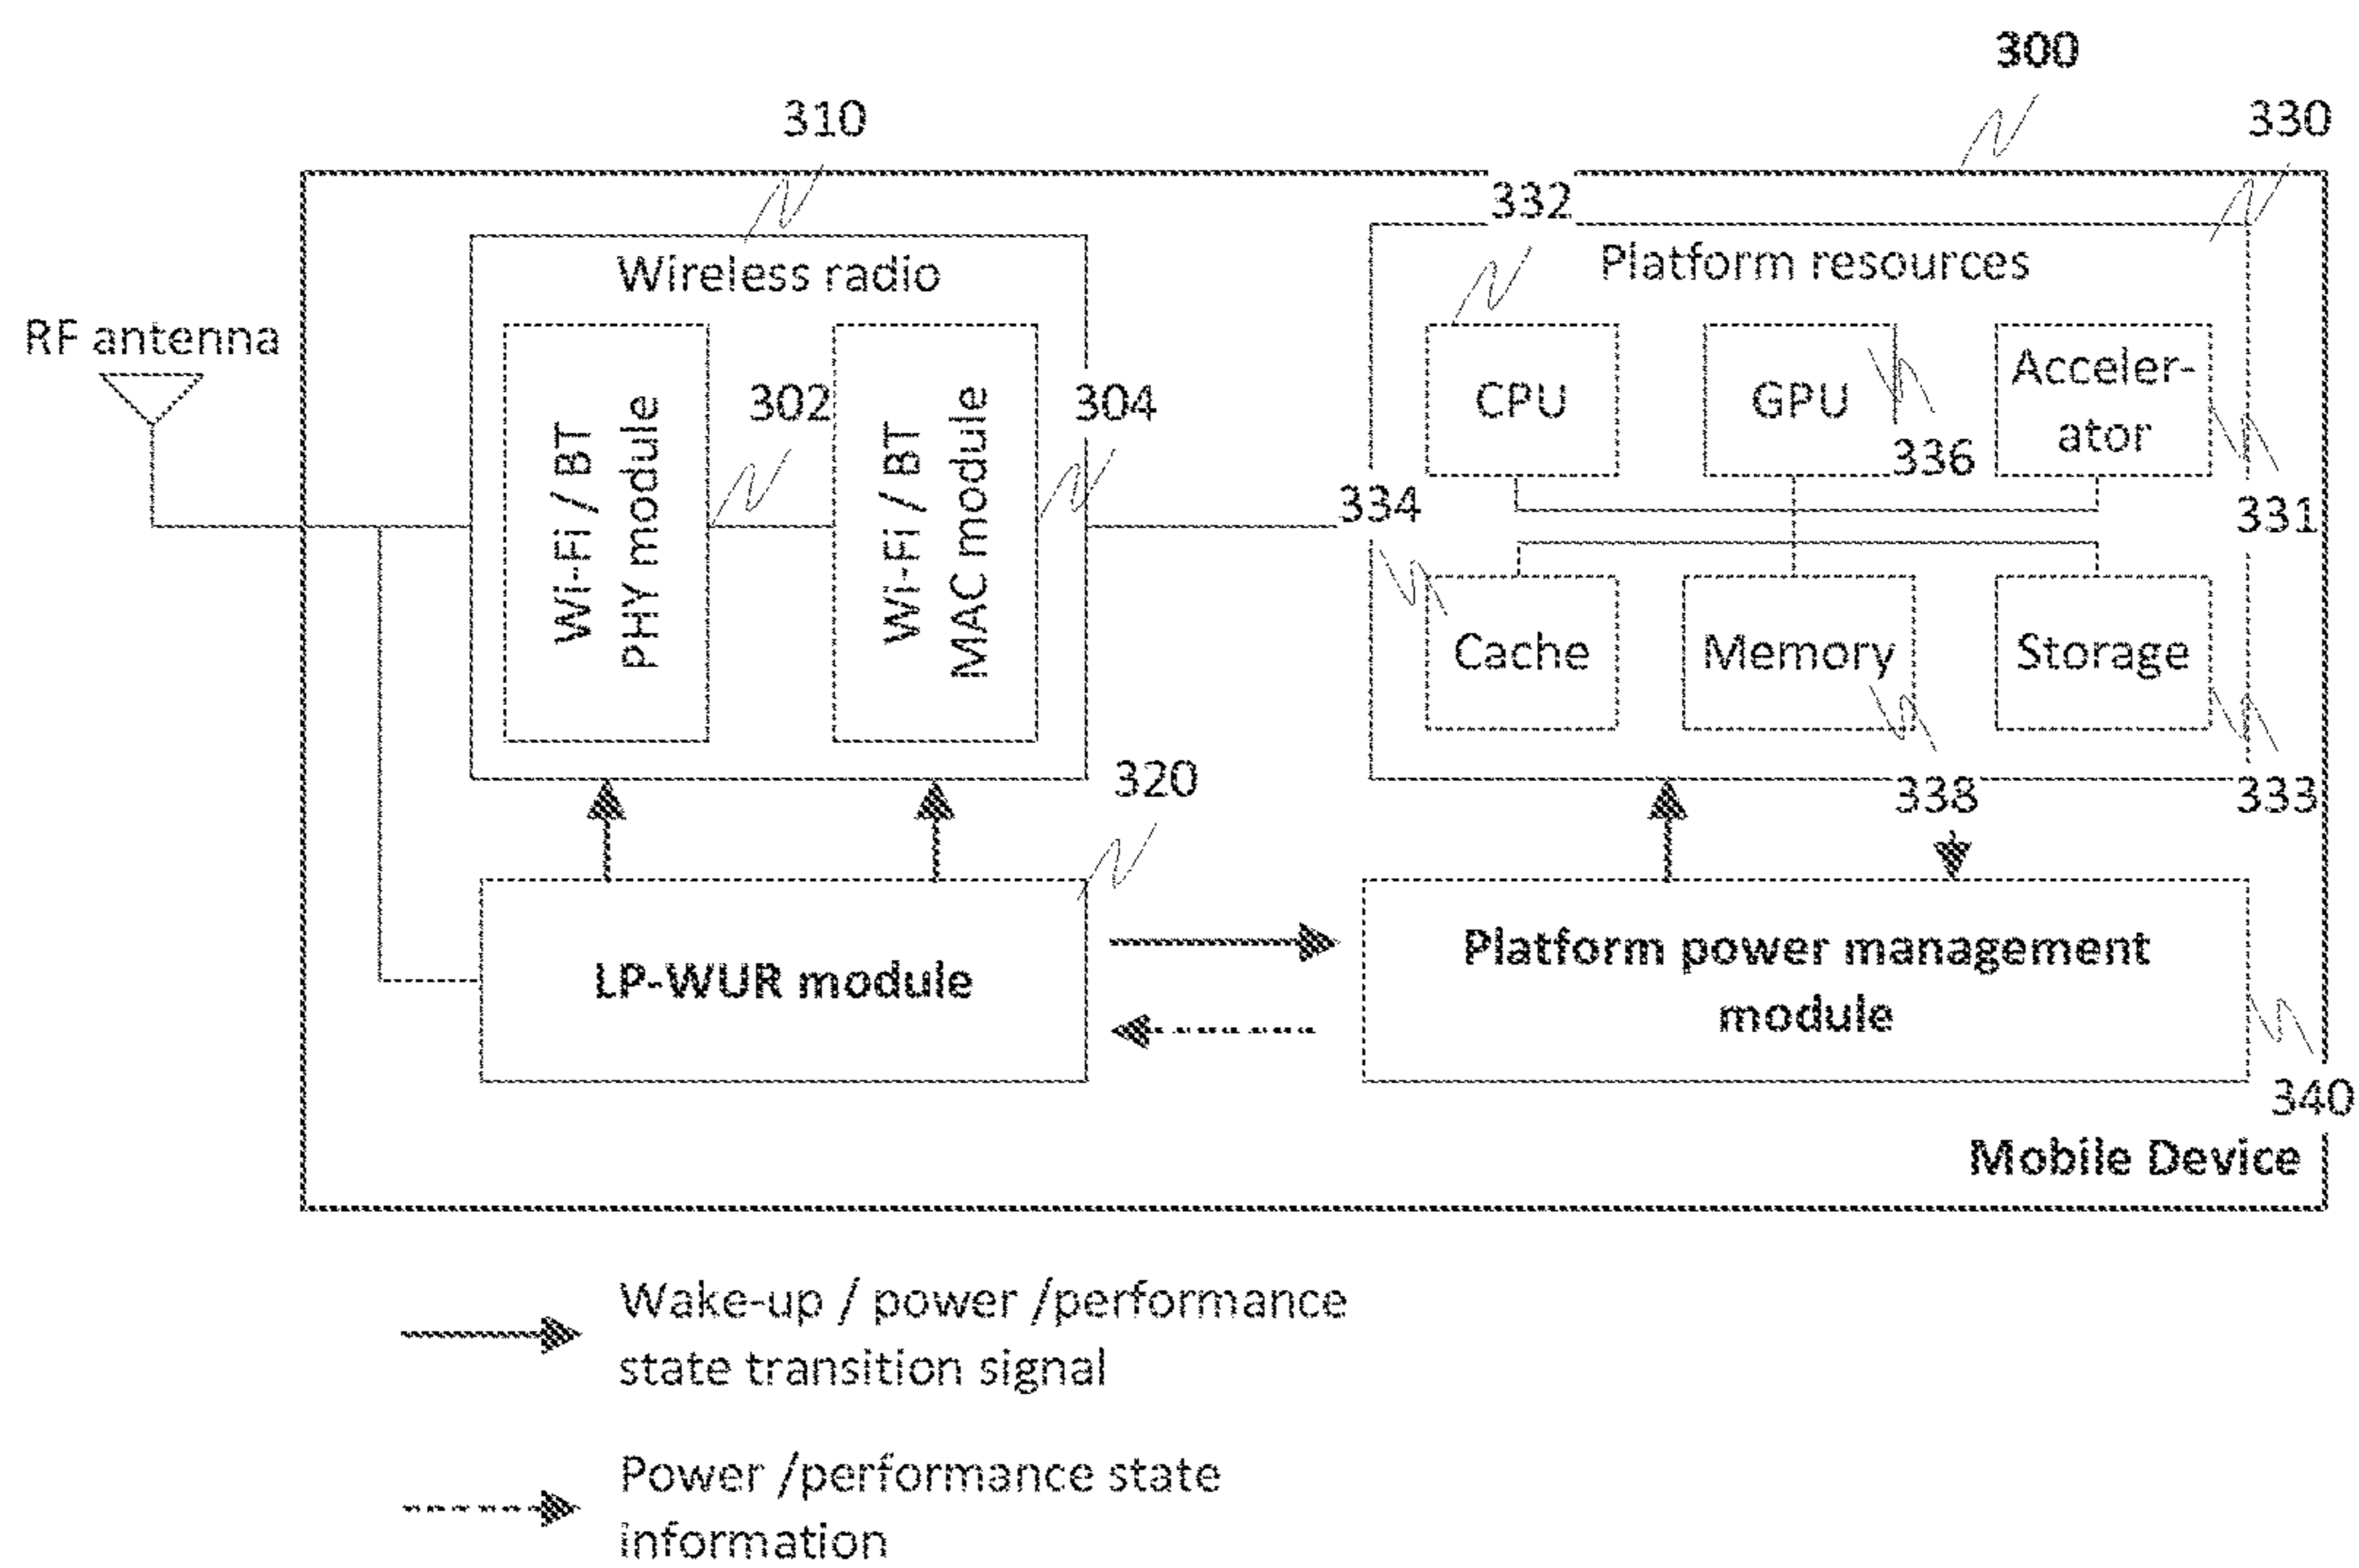 300
310
330
332
Wireless radio
Platform resources
RF antenna
Wi-Fi / BT
PHY module
302
Wi-Fi / BT
MAC module
304
CPU
GPU
Acceler-
ator
336
334
331
Cache
Memory
Storage
320
338
333
LP-WUR module
Platform power management
module
340
Mobile Device
Wake-up / power /performance
state transition signal
Power /performance state
information